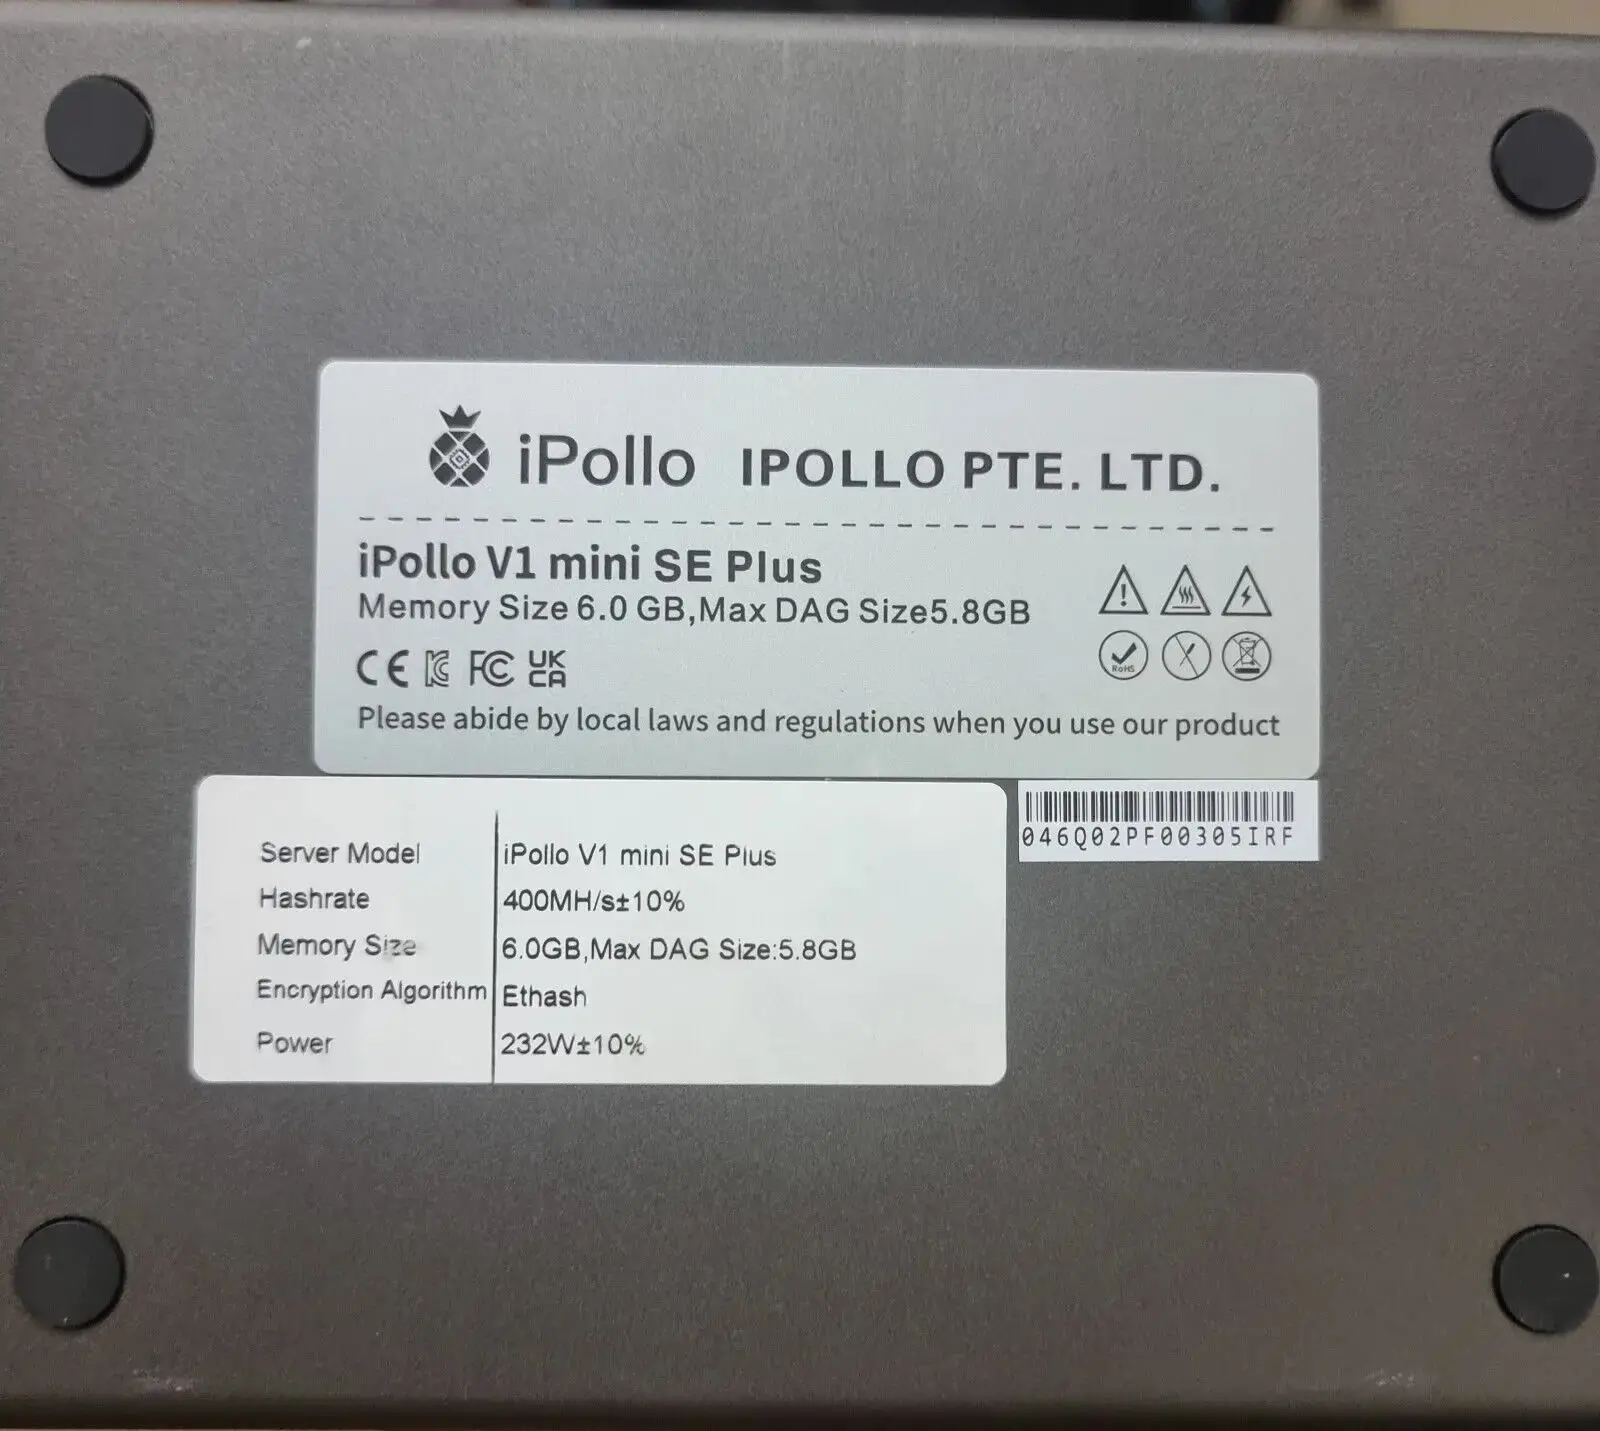 iPollo IPOLLO PTE. LTD.
iPollo V1 mini SE Plus
Memory Size 6.0 GB,Max DAG Size5.8GB
CE FC UK CA
RoHS
Please abide by local laws and regulations when you use our product
046Q02PF00305IRF
Server Model iPollo V1 mini SE Plus
Hashrate 400MH/s±10%
Memory Size 6.0GB,Max DAG Size:5.8GB
Encryption Algorithm Ethash
Power 232W±10%